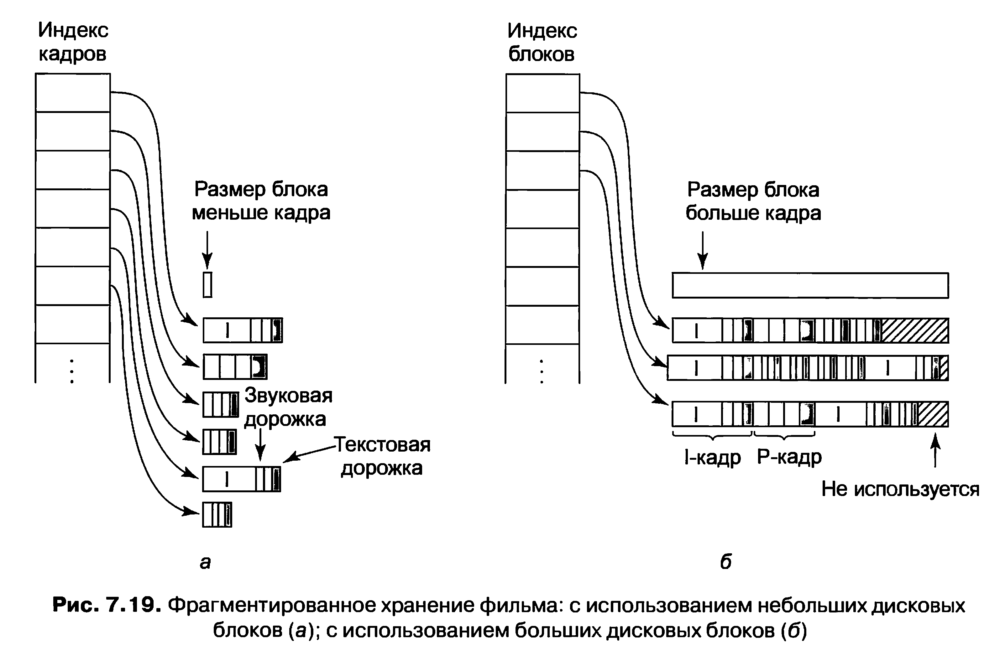 Индекс
кадров
Размер блока
меньше кадра
I
Звуковая
дорожка
Текстовая
дорожка
I
а
Индекс
блоков
Размер блока
больше кадра
I
I
I
I
I
I-кадр
P-кадр
Не используется
б
Рис. 7.19. Фрагментированное хранение фильма: с использованием небольших дисковых
блоков (а); с использованием больших дисковых блоков (б)